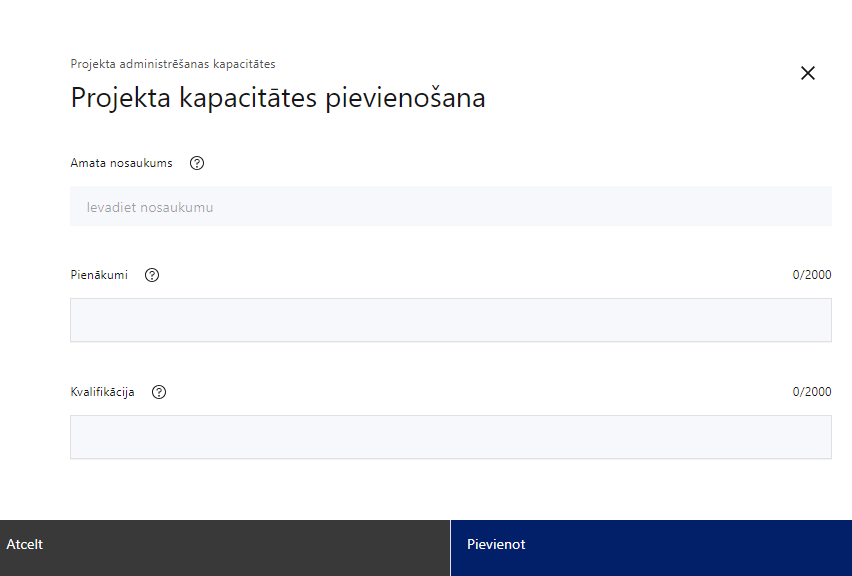 Projekta administrēšanas kapacitātes
Projekta kapacitātes pievienošana
Amata nosaukums
Ievadiet nosaukumu
Pienākumi 0/2000
Kvalifikācija 0/2000
Atcelt Pievienot